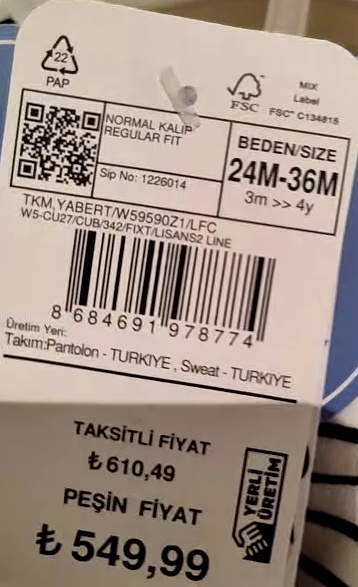 22
PAP
FSC
MIX
Label
FSC™ C134815
NORMAL KALIP
REGULAR FIT
Sip No: 1226014
BEDEN/SIZE
24M-36M
3m >> 4y
TKM,YABERT/W59590Z1/LFC
W5-CU27/CUB/342/FIXT/LISANS2 LINE
8 684691 978774
Üretim Yeri:
Takım:Pantolon - TURKIYE , Sweat - TURKIYE
TAKSİTLİ FİYAT
₺ 610,49
PEŞİN FİYAT
₺ 549,99
YERLİ
ÜRETİM